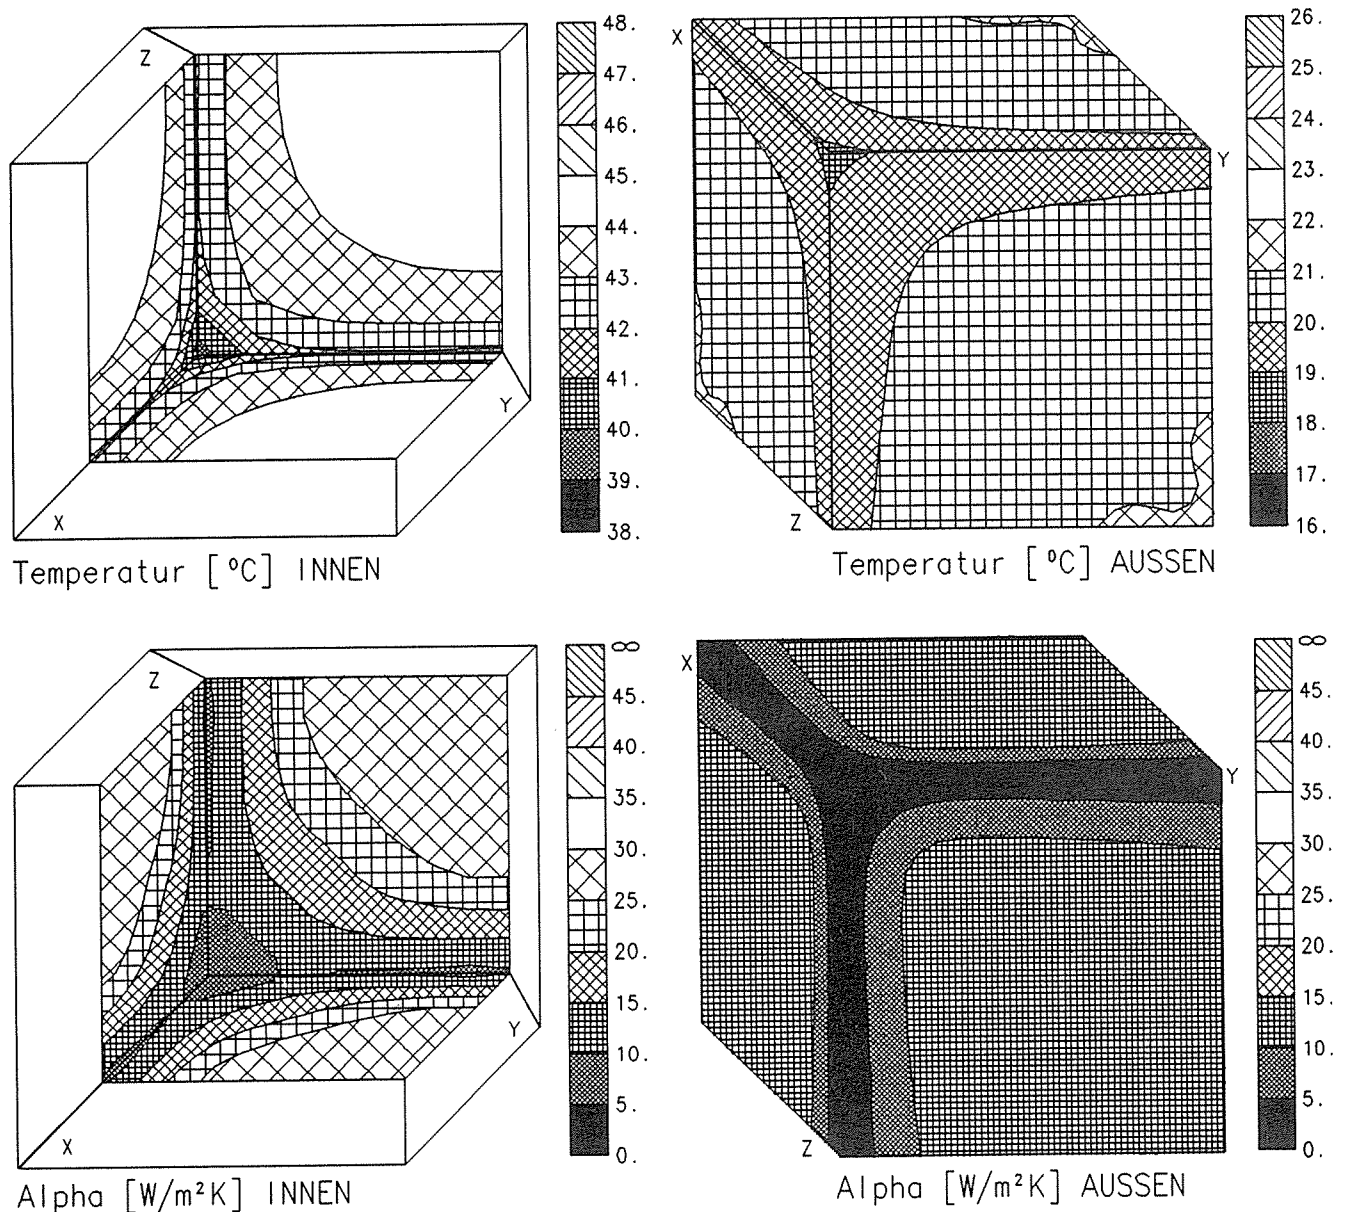 Z
Y
X
48.
47.
46.
45.
44.
43.
42.
41.
40.
39.
38.
Temperatur [°C] INNEN
X
Y
Z
26.
25.
24.
23.
22.
21.
20.
19.
18.
17.
16.
Temperatur [°C] AUSSEN
Z
Y
X
∞
45.
40.
35.
30.
25.
20.
15.
10.
5.
0.
Alpha [W/m²K] INNEN
X
Y
Z
∞
45.
40.
35.
30.
25.
20.
15.
10.
5.
0.
Alpha [W/m²K] AUSSEN